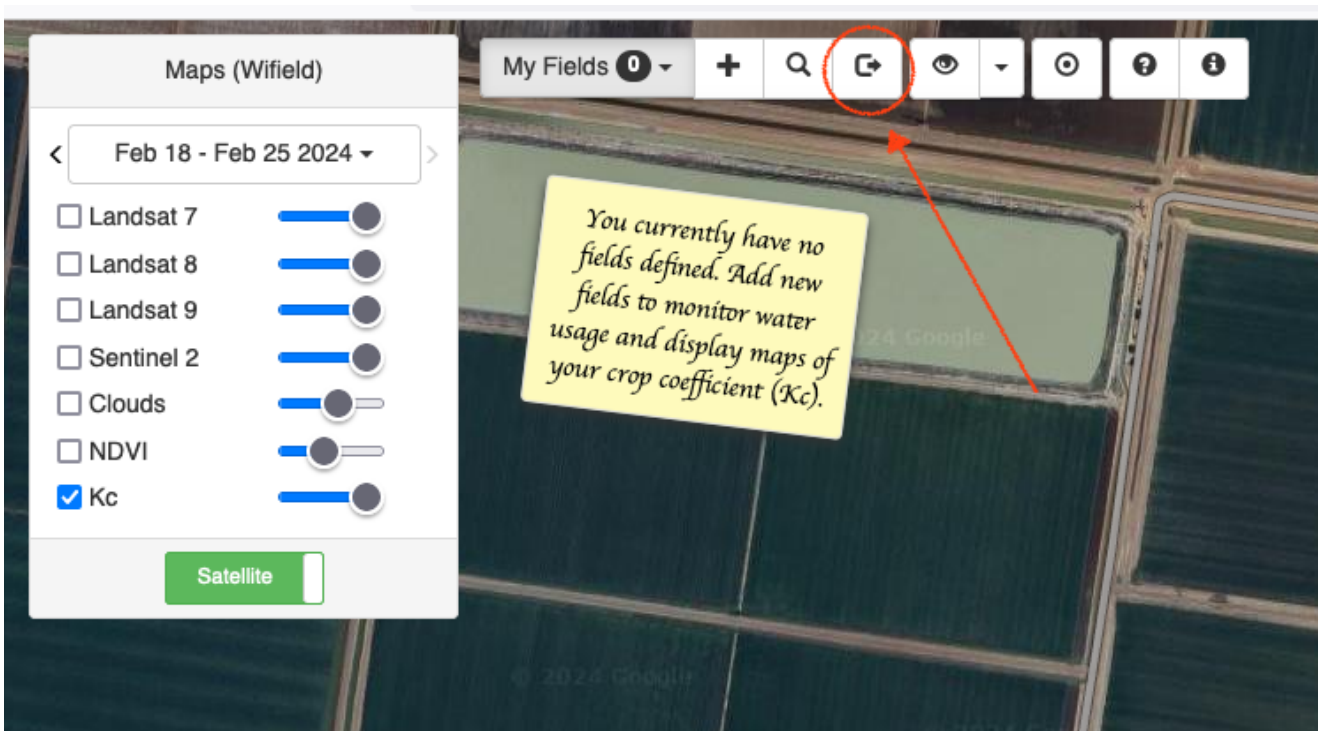 Maps (Wifield)
My Fields 0
Feb 18 - Feb 25 2024
Landsat 7
Landsat 8
Landsat 9
Sentinel 2
Clouds
NDVI
Kc
Satellite
You currently have no
fields defined. Add new
fields to monitor water
usage and display maps of
your crop coefficient (Kc).
24 Google
© 2024 Google